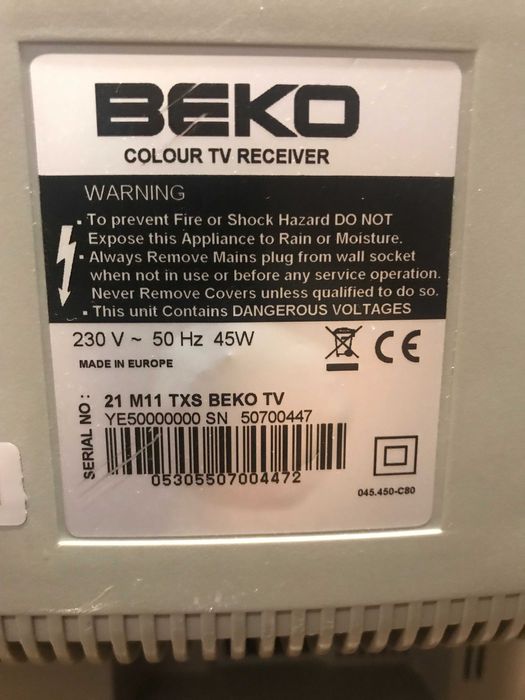 BEKO
COLOUR TV RECEIVER
WARNING
. To prevent Fire or Shock Hazard DO NOT
Expose this Appliance to Rain or Moisture.
. Always Remove Mains plug from wall socket
when not in use or before any service operation.
Never Remove Covers unless qualified to do so.
. This unit Contains DANGEROUS VOLTAGES
230 V ~ 50 Hz 45W
CE
MADE IN EUROPE
SERIAL NO :
21 M11 TXS BEKO TV
YE50000000 SN 50700447
05305507004472
045.450-C80